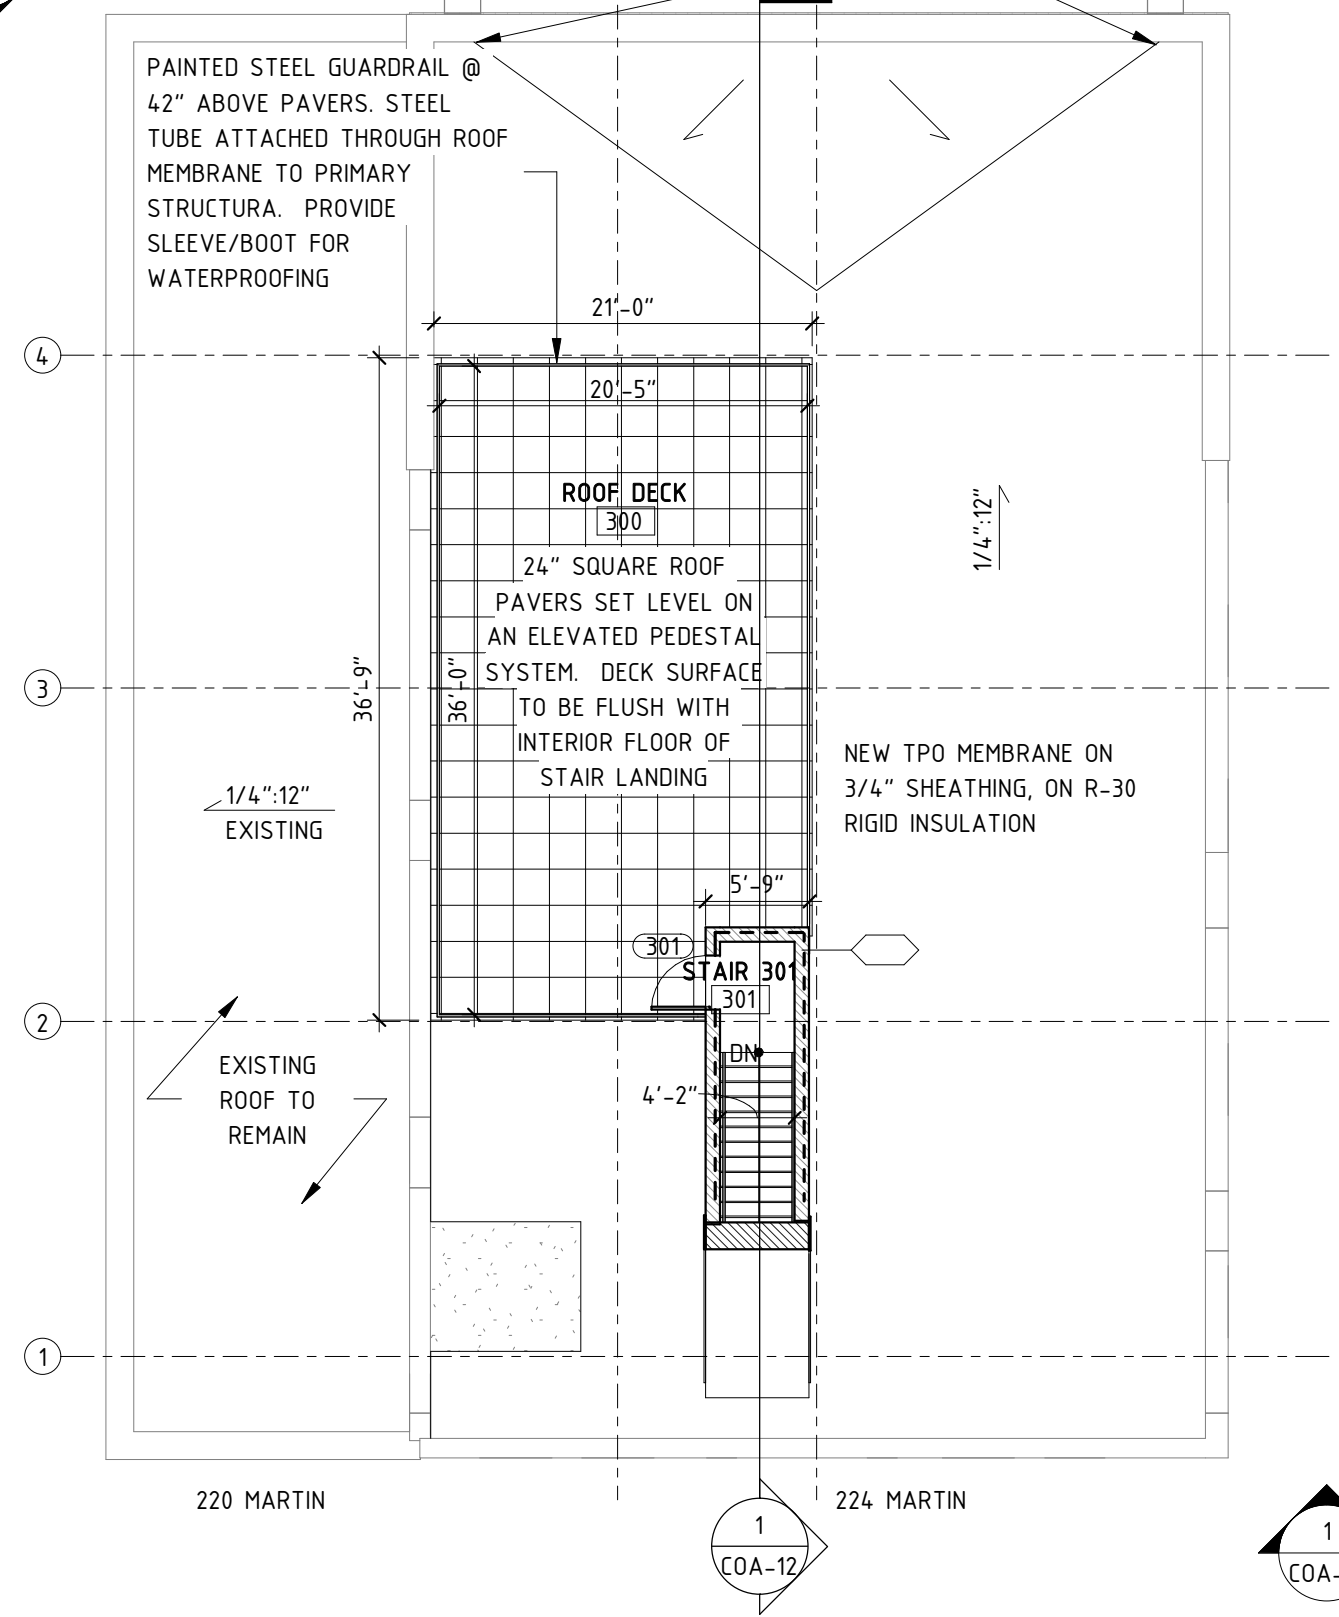 PAINTED STEEL GUARDRAIL @
42" ABOVE PAVERS. STEEL
TUBE ATTACHED THROUGH ROOF
MEMBRANE TO PRIMARY
STRUCTURA. PROVIDE
SLEEVE/BOOT FOR
WATERPROOFING
21'-0"
4
20'-5"
ROOF DECK
300
24" SQUARE ROOF
PAVERS SET LEVEL ON
AN ELEVATED PEDESTAL
SYSTEM. DECK SURFACE
TO BE FLUSH WITH
INTERIOR FLOOR OF
STAIR LANDING
1/4":12"
3
36'-9"
36'-0"
NEW TPO MEMBRANE ON
3/4" SHEATHING, ON R-30
RIGID INSULATION
1/4":12"
EXISTING
5'-9"
301
STAIR 301
301
2
DN
4'-2"
EXISTING
ROOF TO
REMAIN
1
220 MARTIN
224 MARTIN
1
COA-12
1
COA-